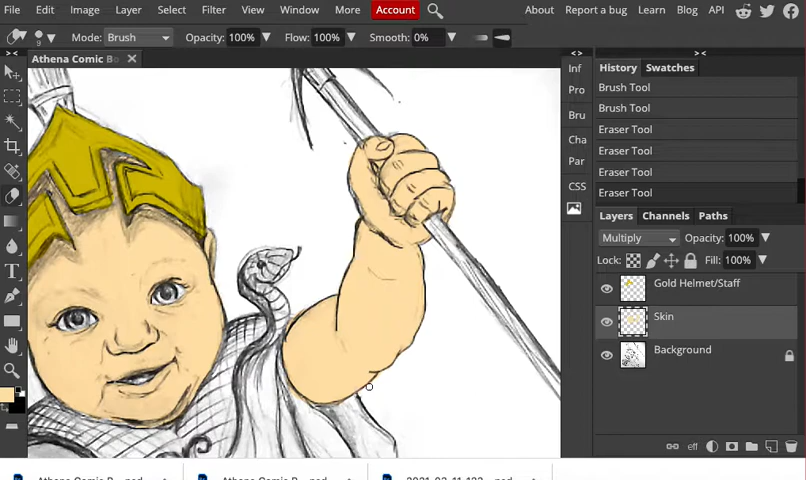 File Edit Image Layer Select Filter View Window More Account About Report a bug Learn Blog API
9 Mode: Brush Opacity: 100% Flow: 100% Smooth: 0%
Athena Comic Bo
Inf
Pro
Bru
Cha
Par
CSS
History Swatches
Brush Tool
Brush Tool
Eraser Tool
Eraser Tool
Eraser Tool
Eraser Tool
Layers Channels Paths
Multiply Opacity: 100%
Lock: Fill: 100%
Gold Helmet/Staff
Skin
Background
eff